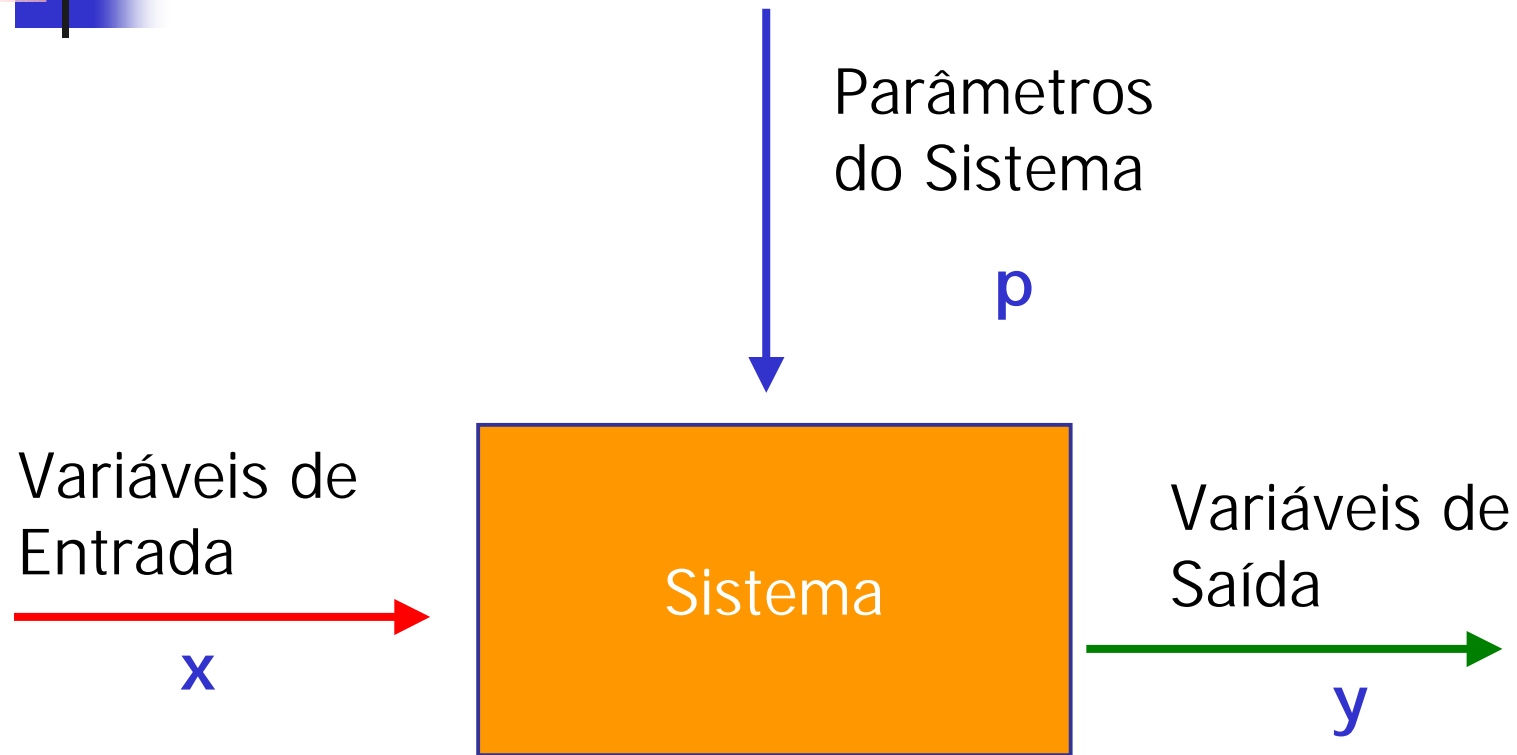 Parâmetros
do Sistema
p
Variáveis de
Entrada
x
Sistema
Variáveis de
Saída
y